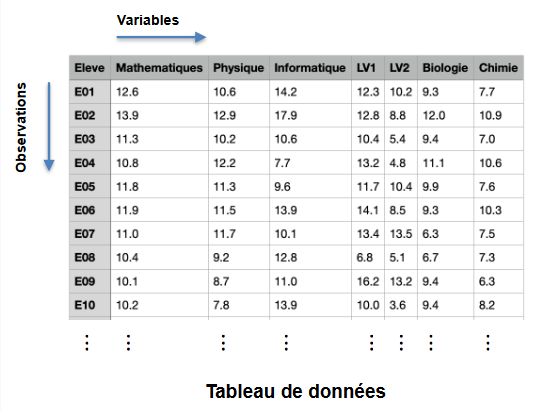 Variables
Observations
Eleve Mathematiques Physique Informatique LV1 LV2 Biologie Chimie
E01 12.6 10.6 14.2 12.3 10.2 9.3 7.7
E02 13.9 12.9 17.9 12.8 8.8 12.0 10.9
E03 11.3 10.2 10.6 10.4 5.4 9.4 7.0
E04 10.8 12.2 7.7 13.2 4.8 11.1 10.6
E05 11.8 11.3 9.6 11.7 10.4 9.9 7.6
E06 11.9 11.5 13.9 14.1 8.5 9.3 10.3
E07 11.0 11.7 10.1 13.4 13.5 6.3 7.5
E08 10.4 9.2 12.8 6.8 5.1 6.7 7.3
E09 10.1 8.7 11.0 16.2 13.2 9.4 6.3
E10 10.2 7.8 13.9 10.0 3.6 9.4 8.2
⋮ ⋮ ⋮ ⋮ ⋮ ⋮ ⋮ ⋮
Tableau de données